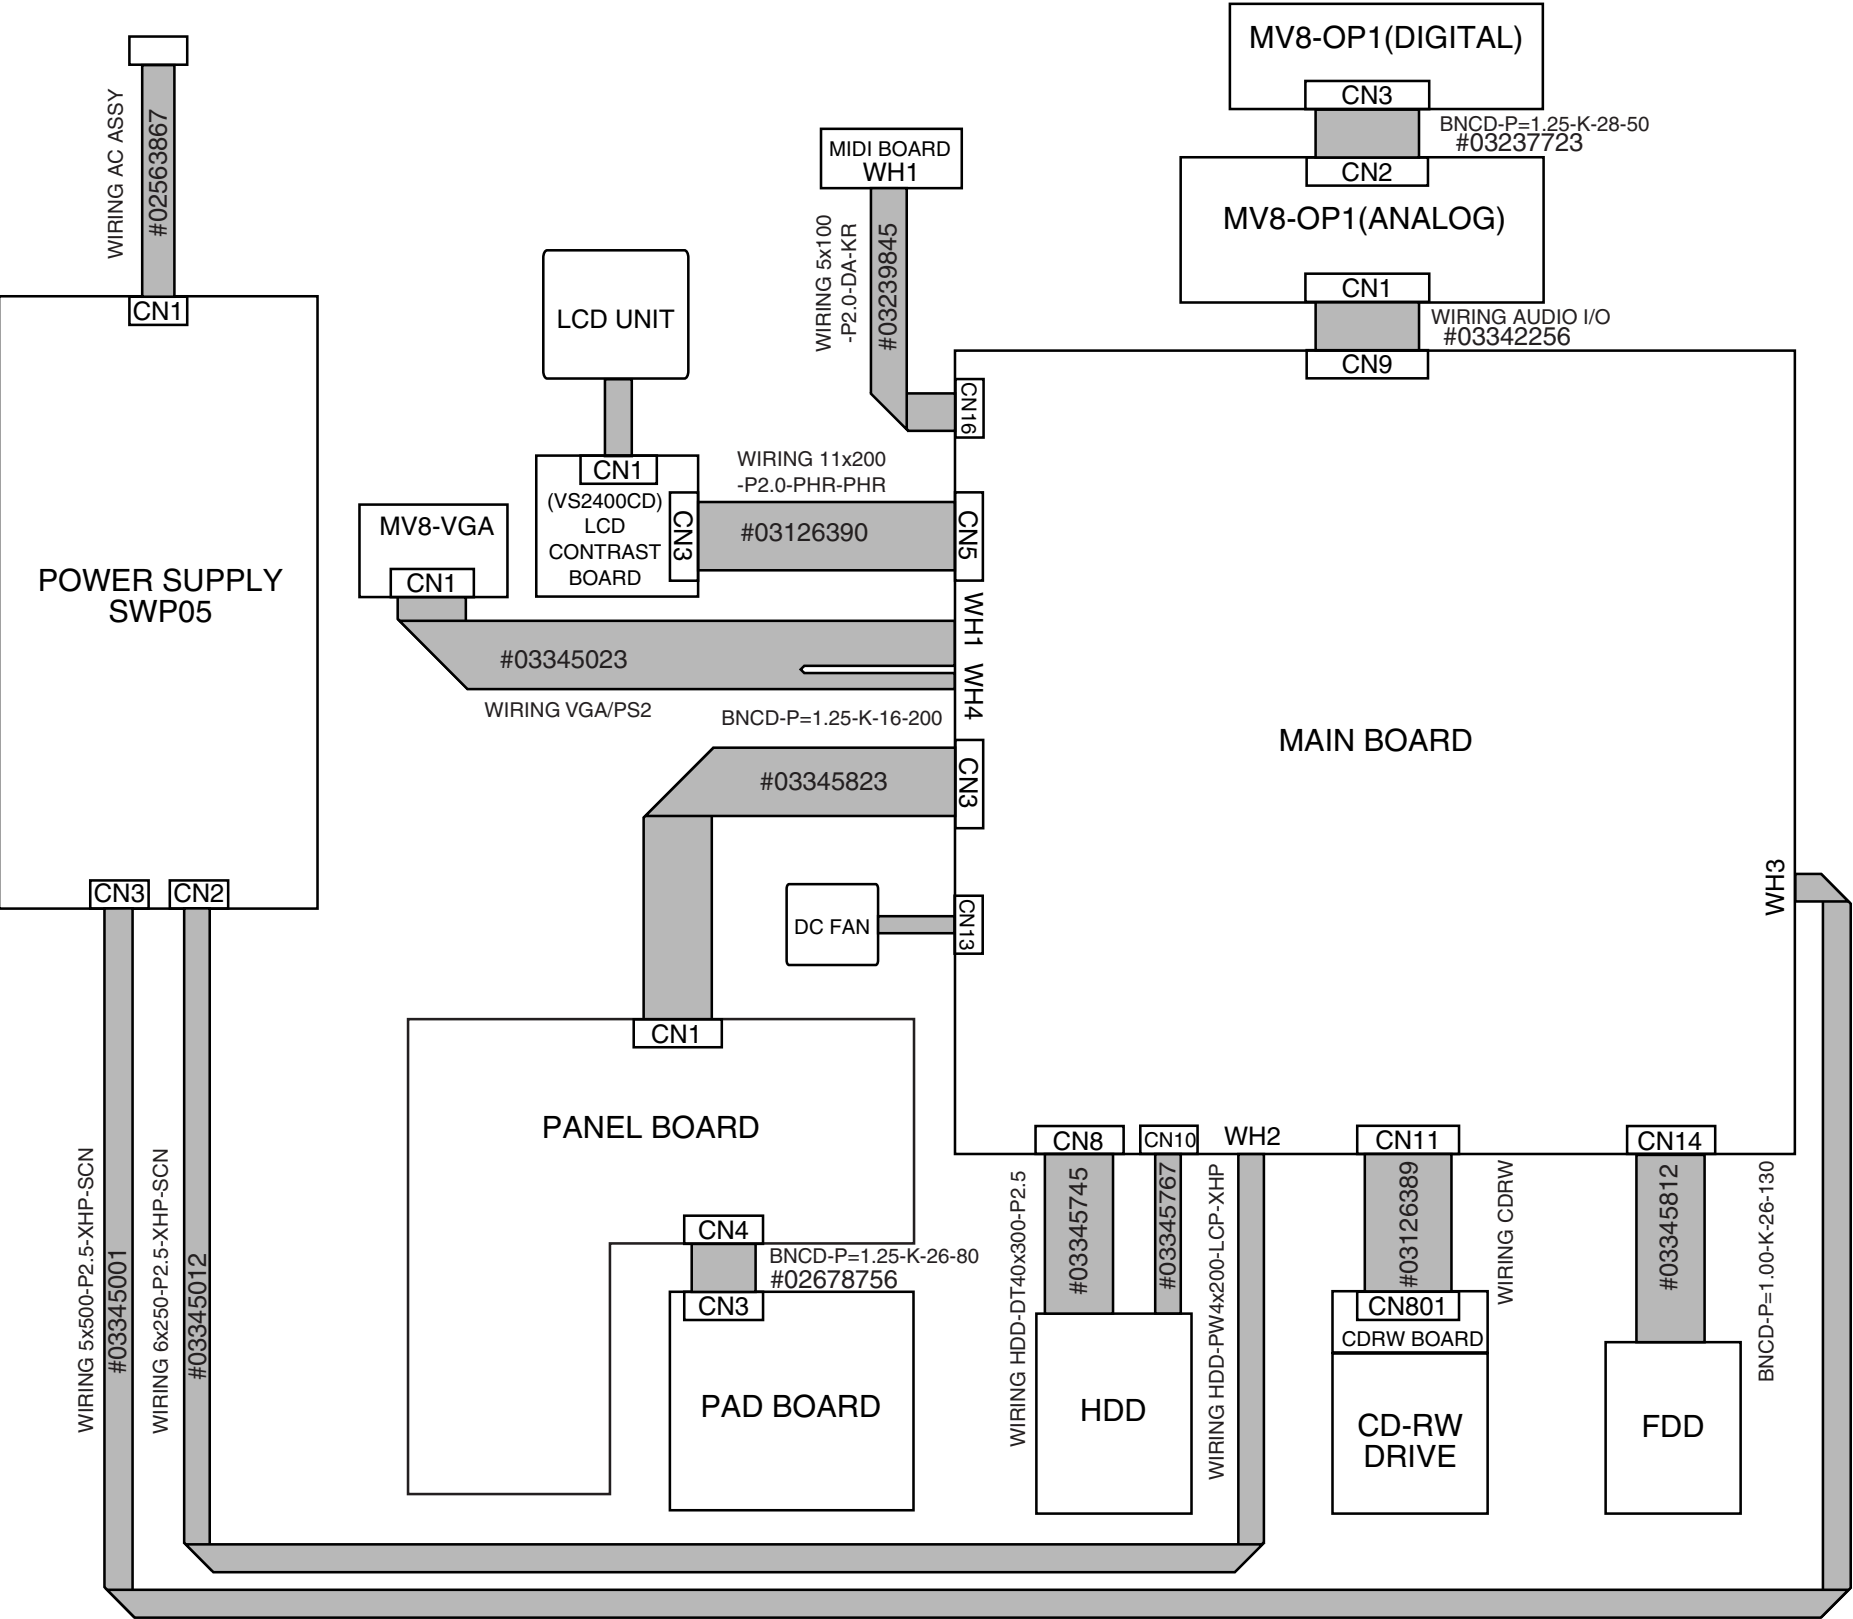 MV8-OP1(DIGITAL)
CN3
BNCD-P=1.25-K-28-50
#03237723
CN2
MV8-OP1(ANALOG)
CN1
WIRING AUDIO I/O
#03342256
CN9
WIRING AC ASSY
#02563867
CN1
POWER SUPPLY
SWP05
CN3
CN2
MIDI BOARD
WH1
WIRING 5x100
-P2.0-DA-KR
#03239845
CN16
LCD UNIT
CN1
(VS2400CD)
LCD
CONTRAST
BOARD
CN3
WIRING 11x200
-P2.0-PHR-PHR
#03126390
CN5
MV8-VGA
CN1
#03345023
WIRING VGA/PS2
WH1
WH4
BNCD-P=1.25-K-16-200
#03345823
CN3
MAIN BOARD
DC FAN
CN13
WH3
CN1
PANEL BOARD
CN4
BNCD-P=1.25-K-26-80
#02678756
CN3
PAD BOARD
CN8
CN10
WH2
CN11
CN14
WIRING 5x500-P2.5-XHP-SCN
#03345001
WIRING 6x250-P2.5-XHP-SCN
#03345012
WIRING HDD-DT40x300-P2.5
#03345745
#03345767
WIRING HDD-PW4x200-LCP-XHP
#03126389
WIRING CDRW
#03345812
BNCD-P=1.00-K-26-130
HDD
CN801
CDRW BOARD
CD-RW
DRIVE
FDD